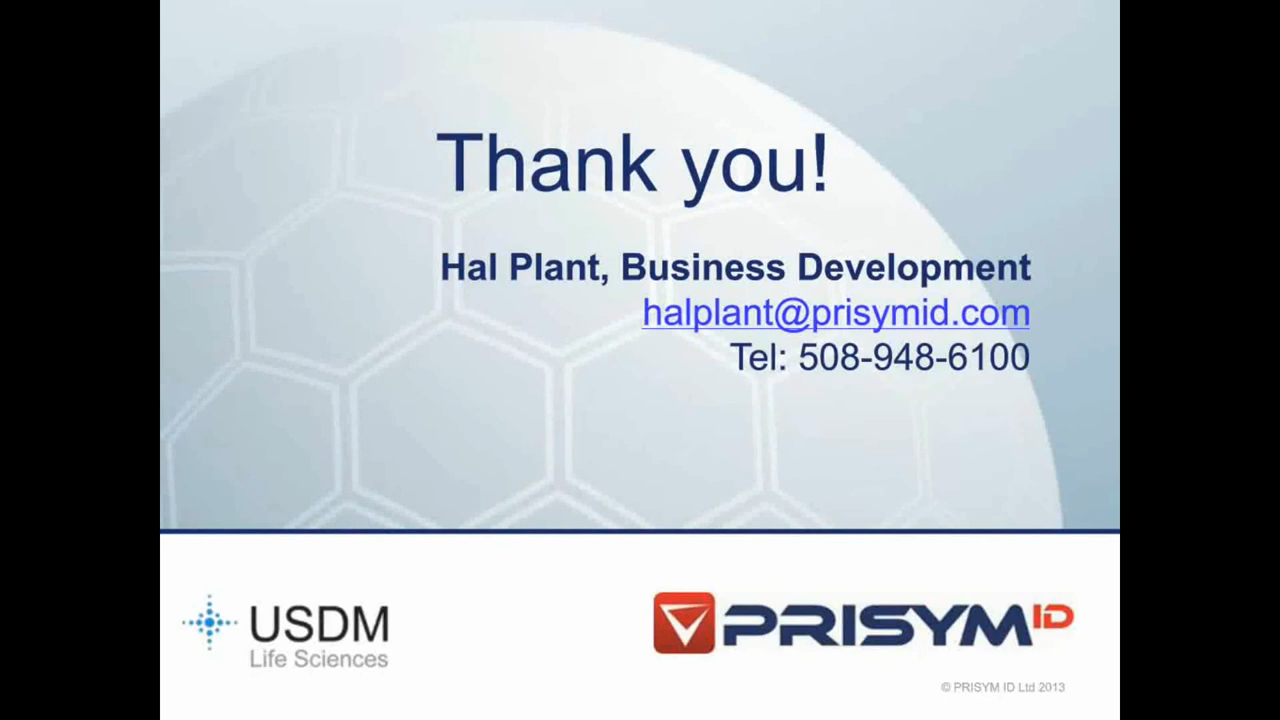 Thank you!
Hal Plant, Business Development
halplant@prisymid.com
Tel: 508-948-6100
USDM
Life Sciences
PRISYM ID
© PRISYM ID Ltd 2013